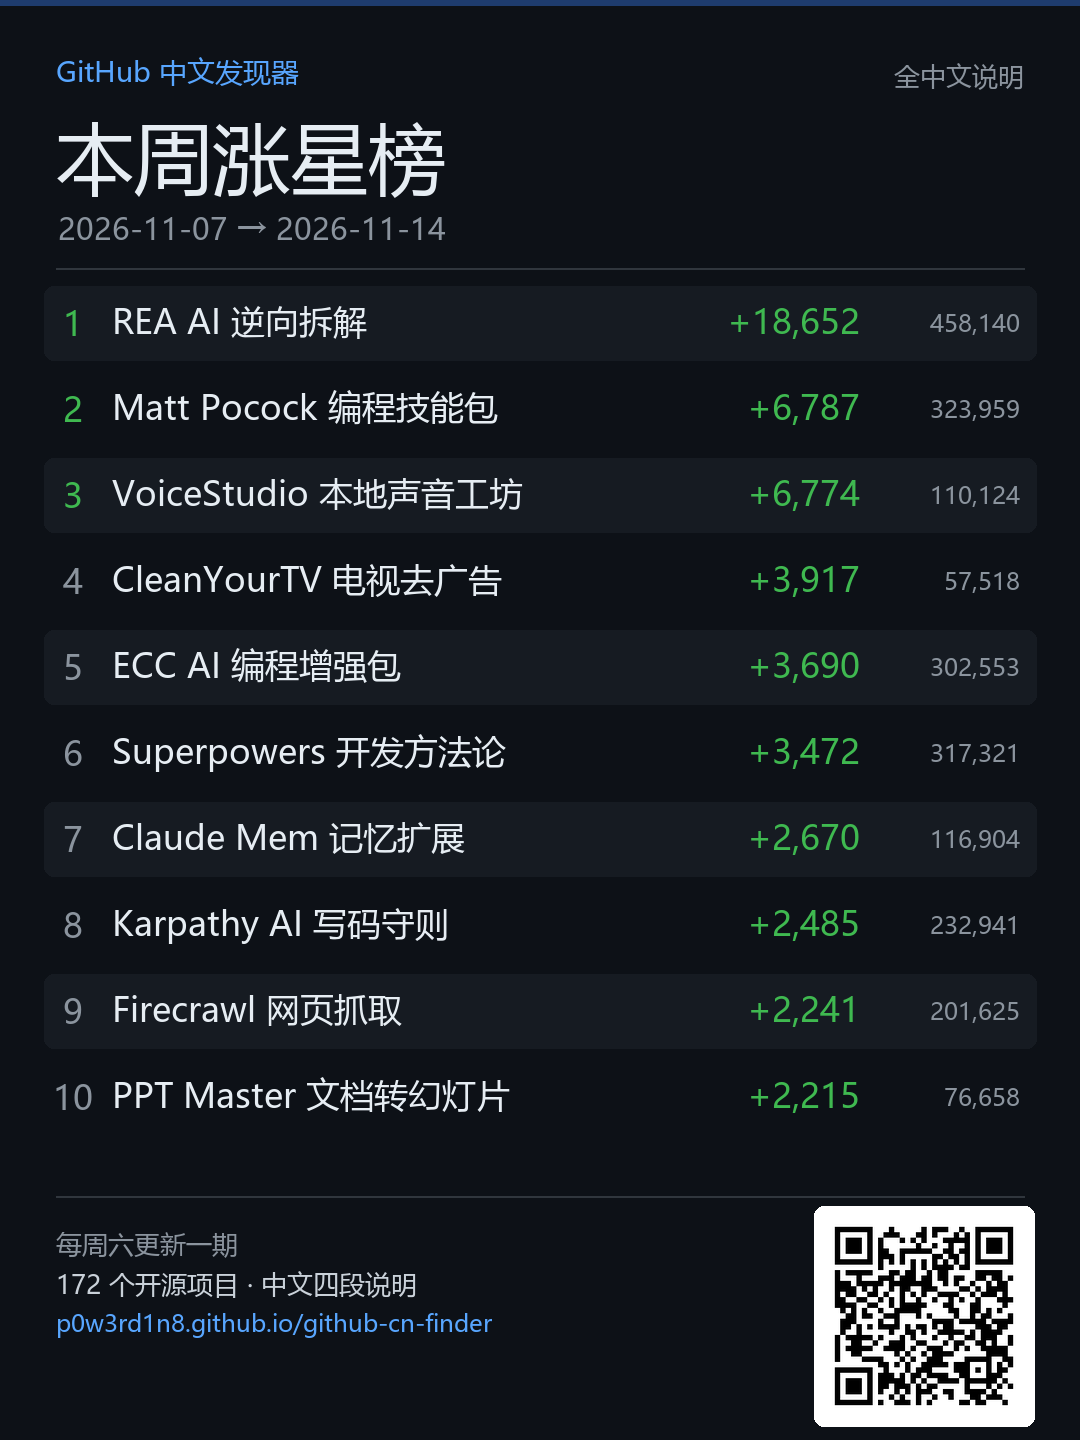 GitHub 中文发现器
全中文说明
本周涨星榜
2026-11-07 → 2026-11-14
1 REA AI 逆向拆解 +18,652 458,140
2 Matt Pocock 编程技能包 +6,787 323,959
3 VoiceStudio 本地声音工坊 +6,774 110,124
4 CleanYourTV 电视去广告 +3,917 57,518
5 ECC AI 编程增强包 +3,690 302,553
6 Superpowers 开发方法论 +3,472 317,321
7 Claude Mem 记忆扩展 +2,670 116,904
8 Karpathy AI 写码守则 +2,485 232,941
9 Firecrawl 网页抓取 +2,241 201,625
10 PPT Master 文档转幻灯片 +2,215 76,658
每周六更新一期
172 个开源项目 · 中文四段说明
p0w3rd1n8.github.io/github-cn-finder